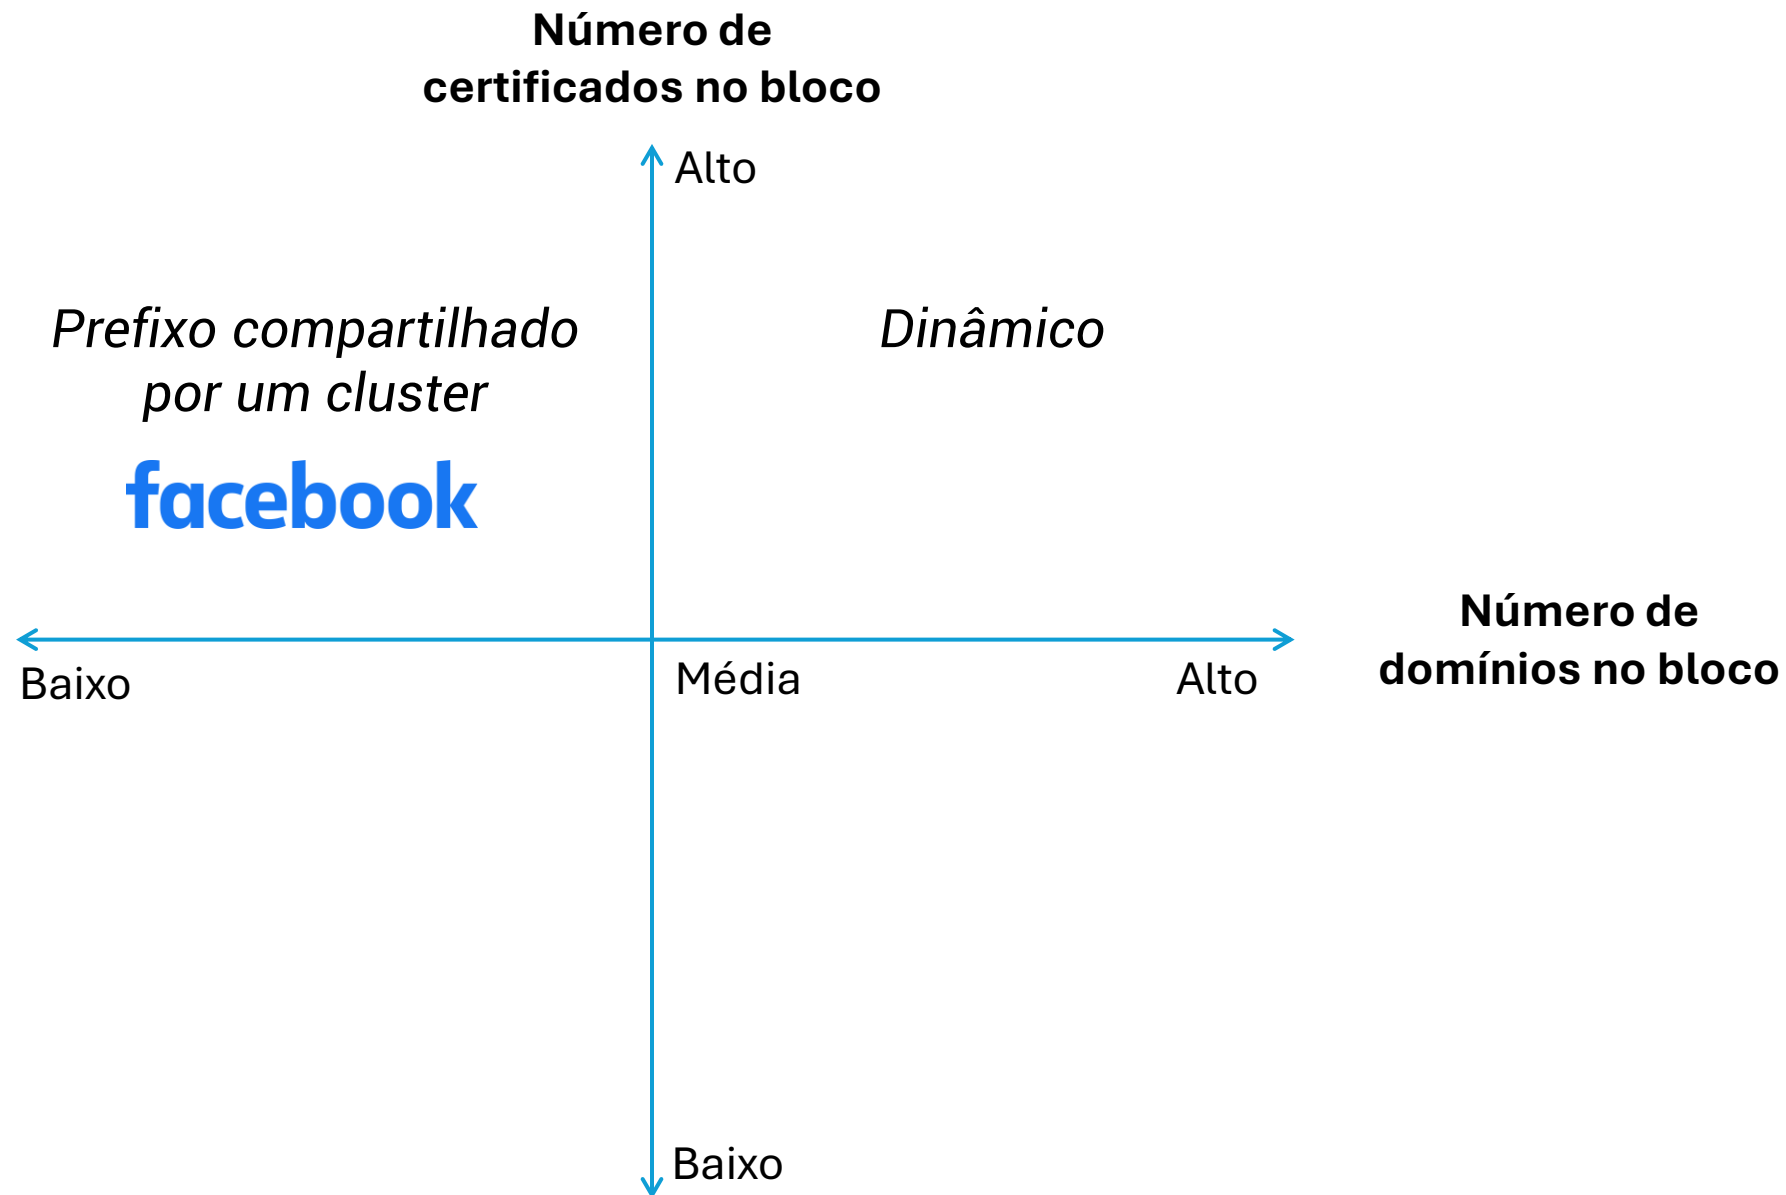 Número de
certificados no bloco
Alto
Prefixo compartilhado
por um cluster
Dinâmico
facebook
Número de
domínios no bloco
Baixo
Média
Alto
Baixo